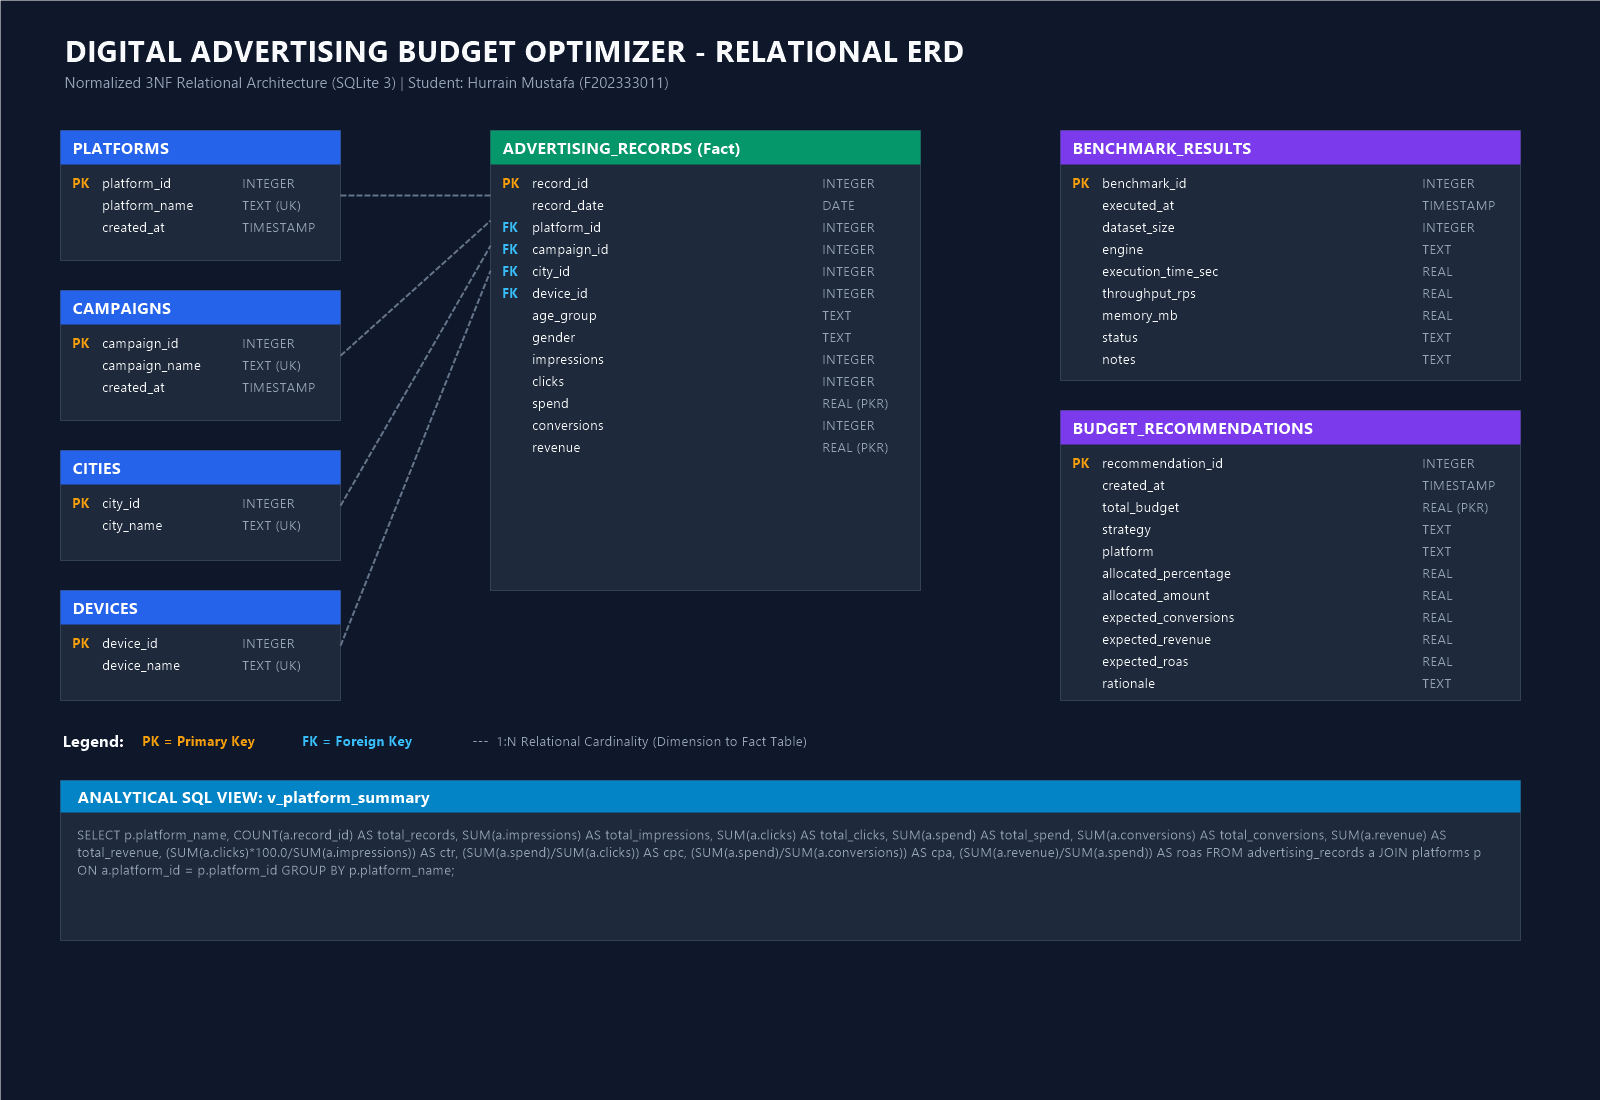 DIGITAL ADVERTISING BUDGET OPTIMIZER - RELATIONAL ERD
Normalized 3NF Relational Architecture (SQLite 3) | Student: Hurrain Mustafa (F202333011)
PLATFORMS
PK platform_id INTEGER
platform_name TEXT (UK)
created_at TIMESTAMP
CAMPAIGNS
PK campaign_id INTEGER
campaign_name TEXT (UK)
created_at TIMESTAMP
CITIES
PK city_id INTEGER
city_name TEXT (UK)
DEVICES
PK device_id INTEGER
device_name TEXT (UK)
ADVERTISING_RECORDS (Fact)
PK record_id INTEGER
record_date DATE
FK platform_id INTEGER
FK campaign_id INTEGER
FK city_id INTEGER
FK device_id INTEGER
age_group TEXT
gender TEXT
impressions INTEGER
clicks INTEGER
spend REAL (PKR)
conversions INTEGER
revenue REAL (PKR)
BENCHMARK_RESULTS
PK benchmark_id INTEGER
executed_at TIMESTAMP
dataset_size INTEGER
engine TEXT
execution_time_sec REAL
throughput_rps REAL
memory_mb REAL
status TEXT
notes TEXT
BUDGET_RECOMMENDATIONS
PK recommendation_id INTEGER
created_at TIMESTAMP
total_budget REAL (PKR)
strategy TEXT
platform TEXT
allocated_percentage REAL
allocated_amount REAL
expected_conversions REAL
expected_revenue REAL
expected_roas REAL
rationale TEXT
Legend: PK = Primary Key FK = Foreign Key --- 1:N Relational Cardinality (Dimension to Fact Table)
ANALYTICAL SQL VIEW: v_platform_summary
SELECT p.platform_name, COUNT(a.record_id) AS total_records, SUM(a.impressions) AS total_impressions, SUM(a.clicks) AS total_clicks, SUM(a.spend) AS total_spend, SUM(a.conversions) AS total_conversions, SUM(a.revenue) AS
total_revenue, (SUM(a.clicks)*100.0/SUM(a.impressions)) AS ctr, (SUM(a.spend)/SUM(a.clicks)) AS cpc, (SUM(a.spend)/SUM(a.conversions)) AS cpa, (SUM(a.revenue)/SUM(a.spend)) AS roas FROM advertising_records a JOIN platforms p
ON a.platform_id = p.platform_id GROUP BY p.platform_name;